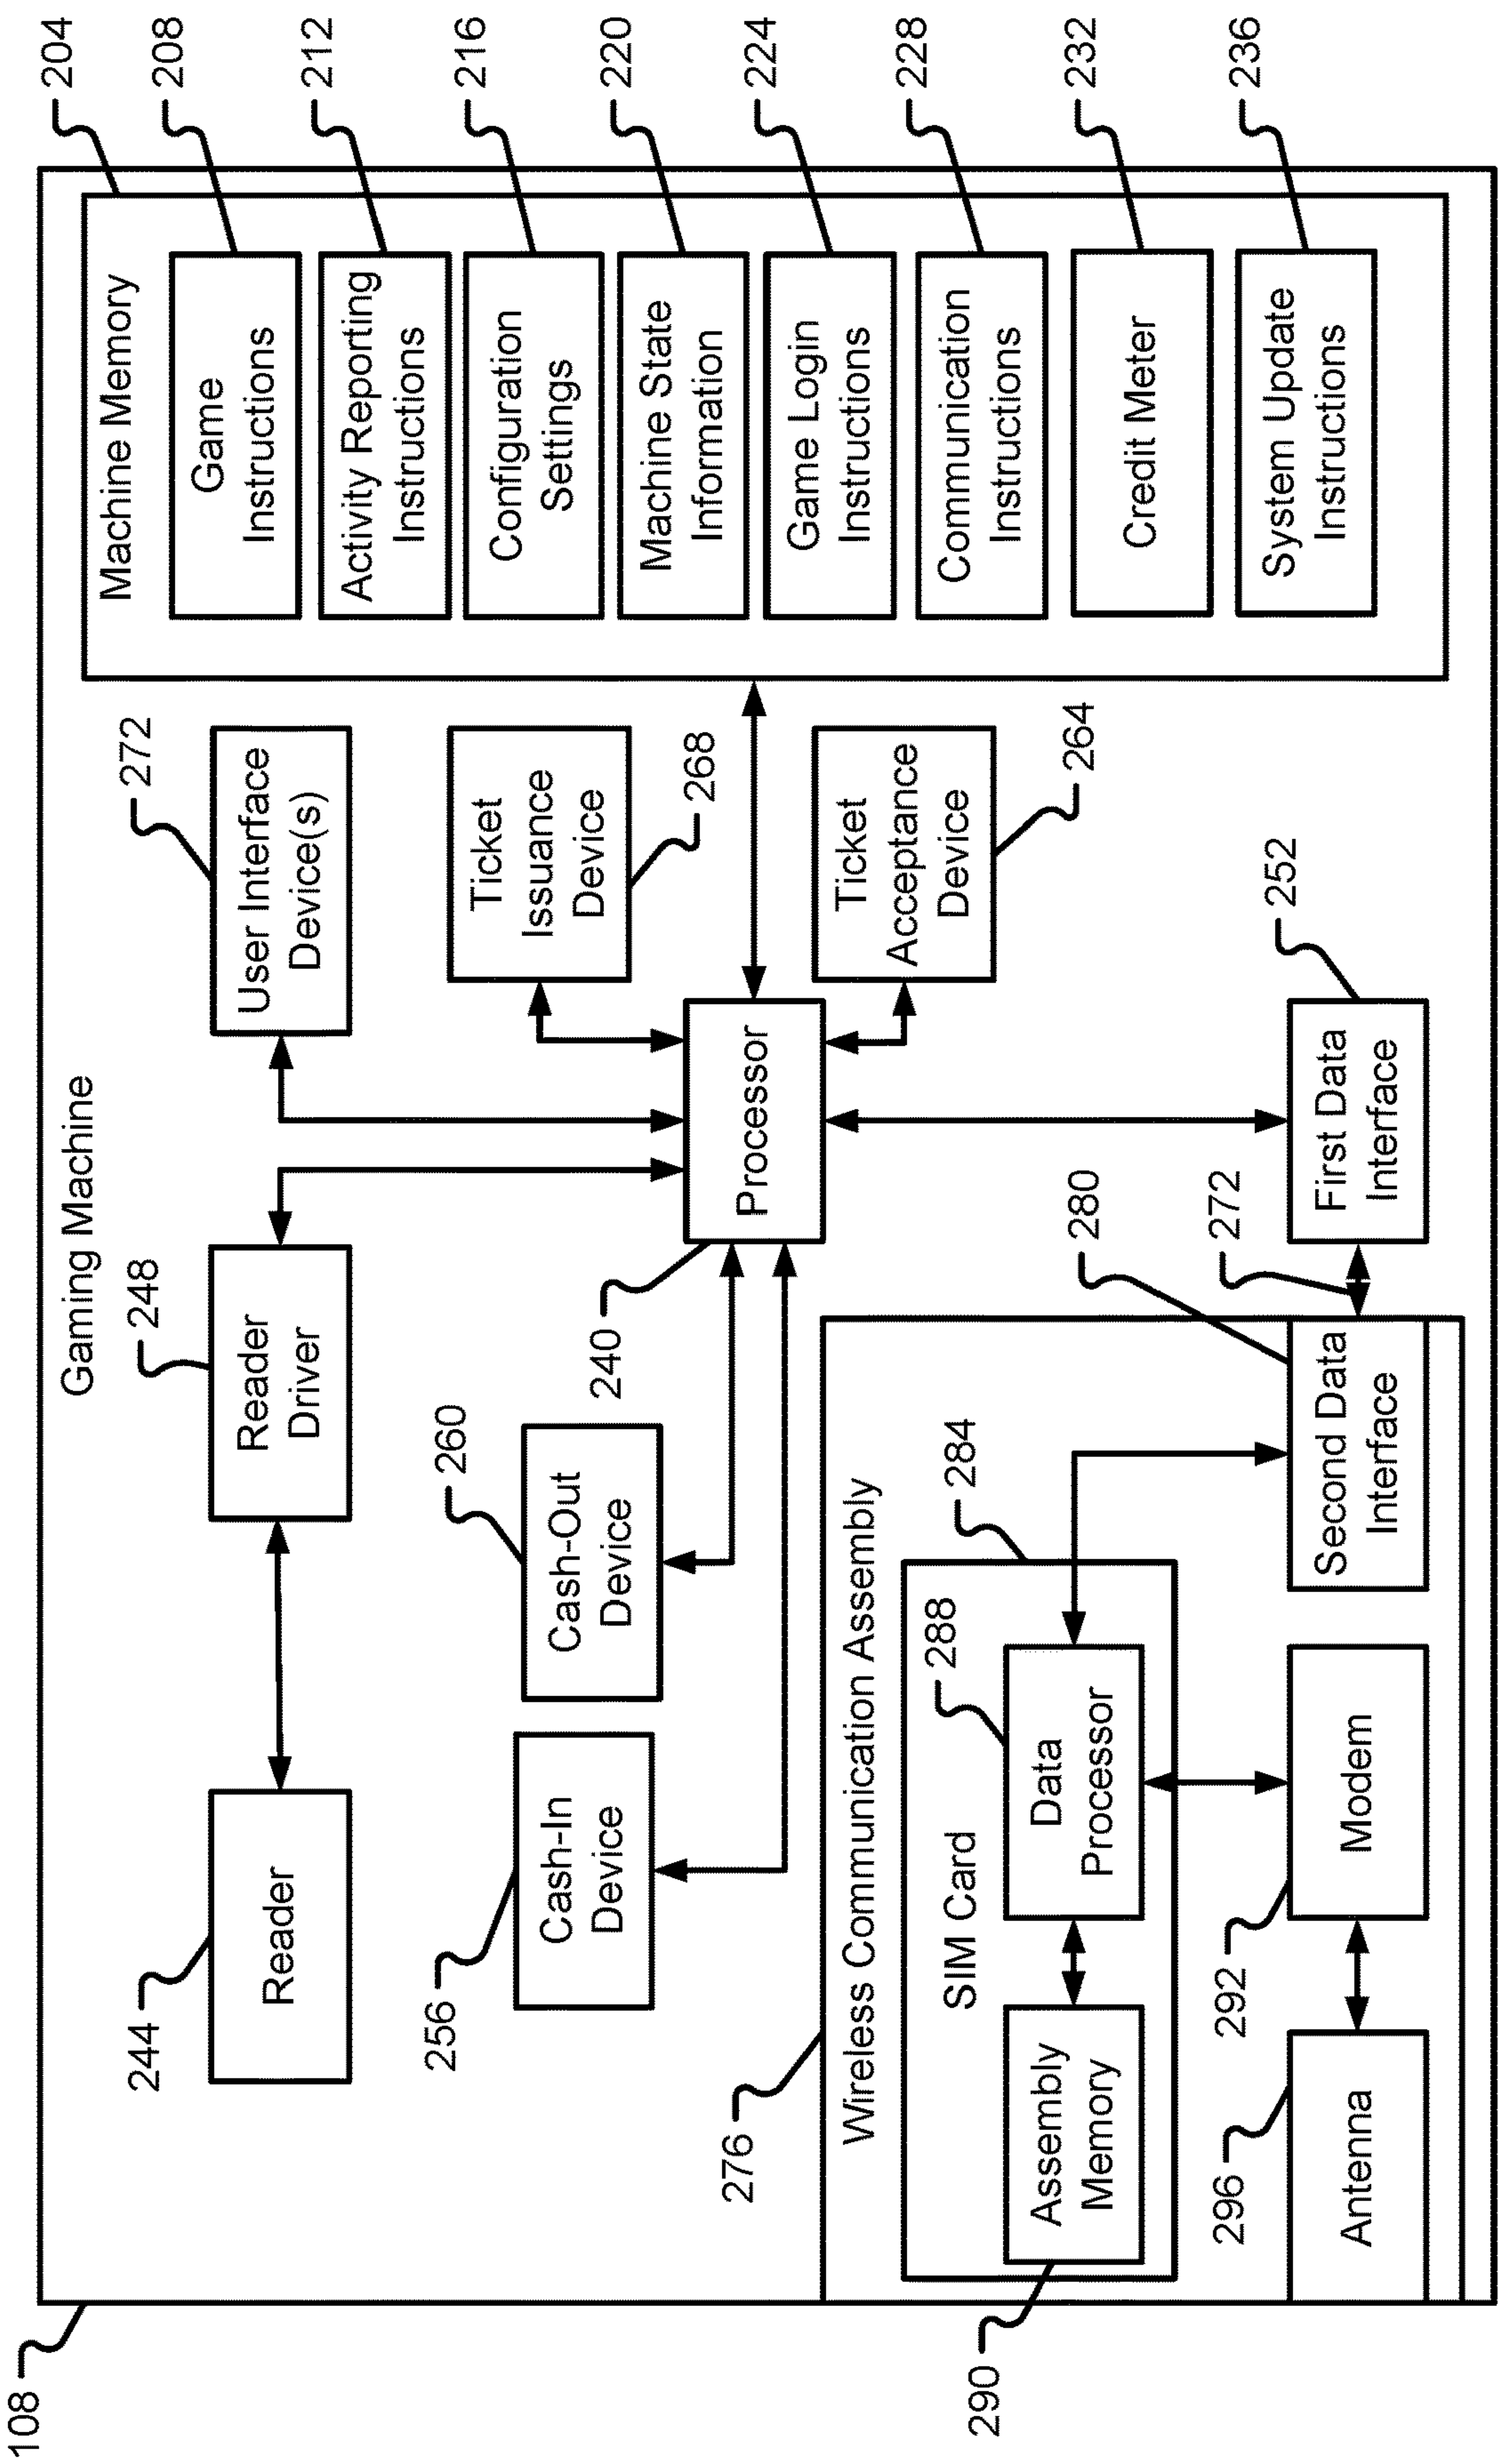 108
Gaming Machine
204
Machine Memory
208
Game
Instructions
212
Activity Reporting
Instructions
216
Configuration
Settings
220
Machine State
Information
224
Game Login
Instructions
228
Communication
Instructions
232
Credit Meter
236
System Update
Instructions
244
Reader
248
Reader
Driver
272
User Interface
Device(s)
256
Cash-In
Device
260
Cash-Out
Device
268
Ticket
Issuance
Device
240
Processor
264
Ticket
Acceptance
Device
276
Wireless Communication Assembly
284
SIM Card
290
Assembly
Memory
288
Data
Processor
280
Second Data
Interface
272
252
First Data
Interface
296
Antenna
292
Modem